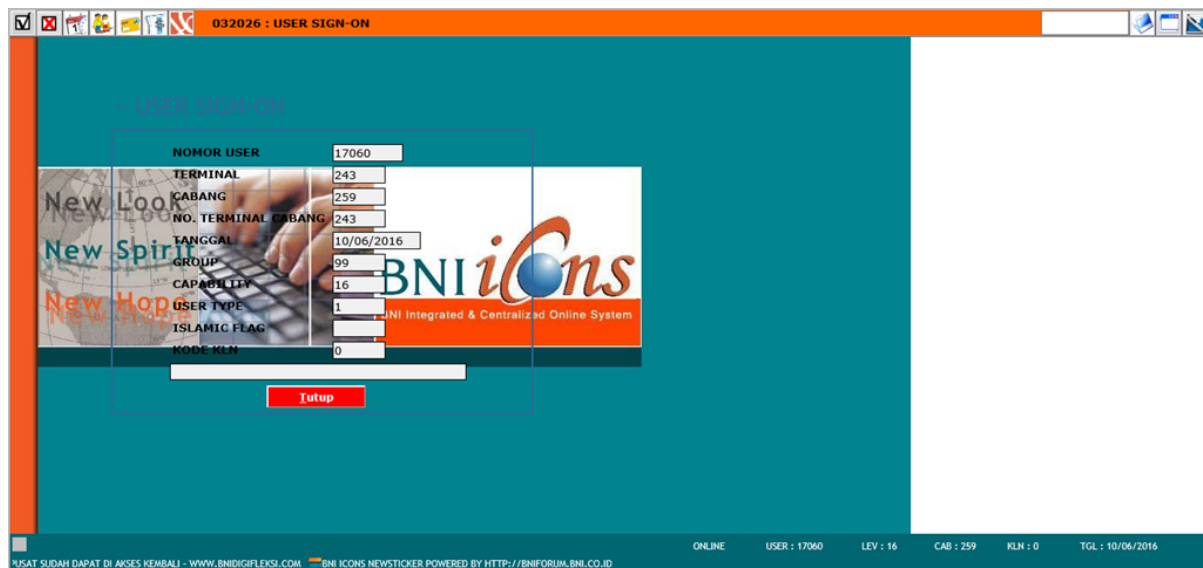 032026 : USER SIGN-ON
- USER SIGN-ON
NOMOR USER 17060
TERMINAL 243
CABANG 259
NO. TERMINAL CABANG 243
TANGGAL 10/06/2016
GROUP 99
CAPABILITY 16
USER TYPE 1
ISLAMIC FLAG
KODE KLN 0
Tutup
New Look
New Spirit
New Hope
BNI icons
BNI Integrated & Centralized Online System
ONLINE USER : 17060 LEV : 16 CAB : 259 KLN : 0 TGL : 10/06/2016
PUSAT SUDAH DAPAT DI AKSES KEMBALI - WWW.BNIDIGIFLEKSI.COM BNI ICONS NEWSTICKER POWERED BY HTTP://BNIFORUM.BNI.CO.ID